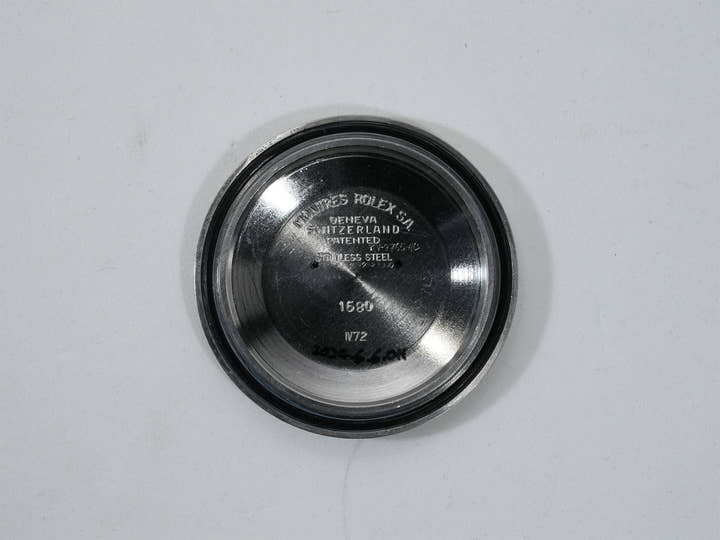 MONTRES ROLEX S.A.
GENEVA
SWITZERLAND
PATENTED
STAINLESS STEEL
1680
IV72